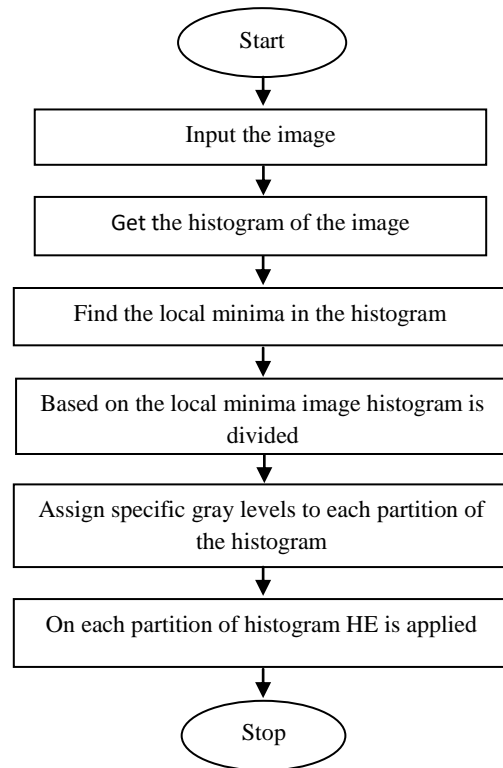 Start
Input the image
Get the histogram of the image
Find the local minima in the histogram
Based on the local minima image histogram is
divided
Assign specific gray levels to each partition of
the histogram
On each partition of histogram HE is applied
Stop